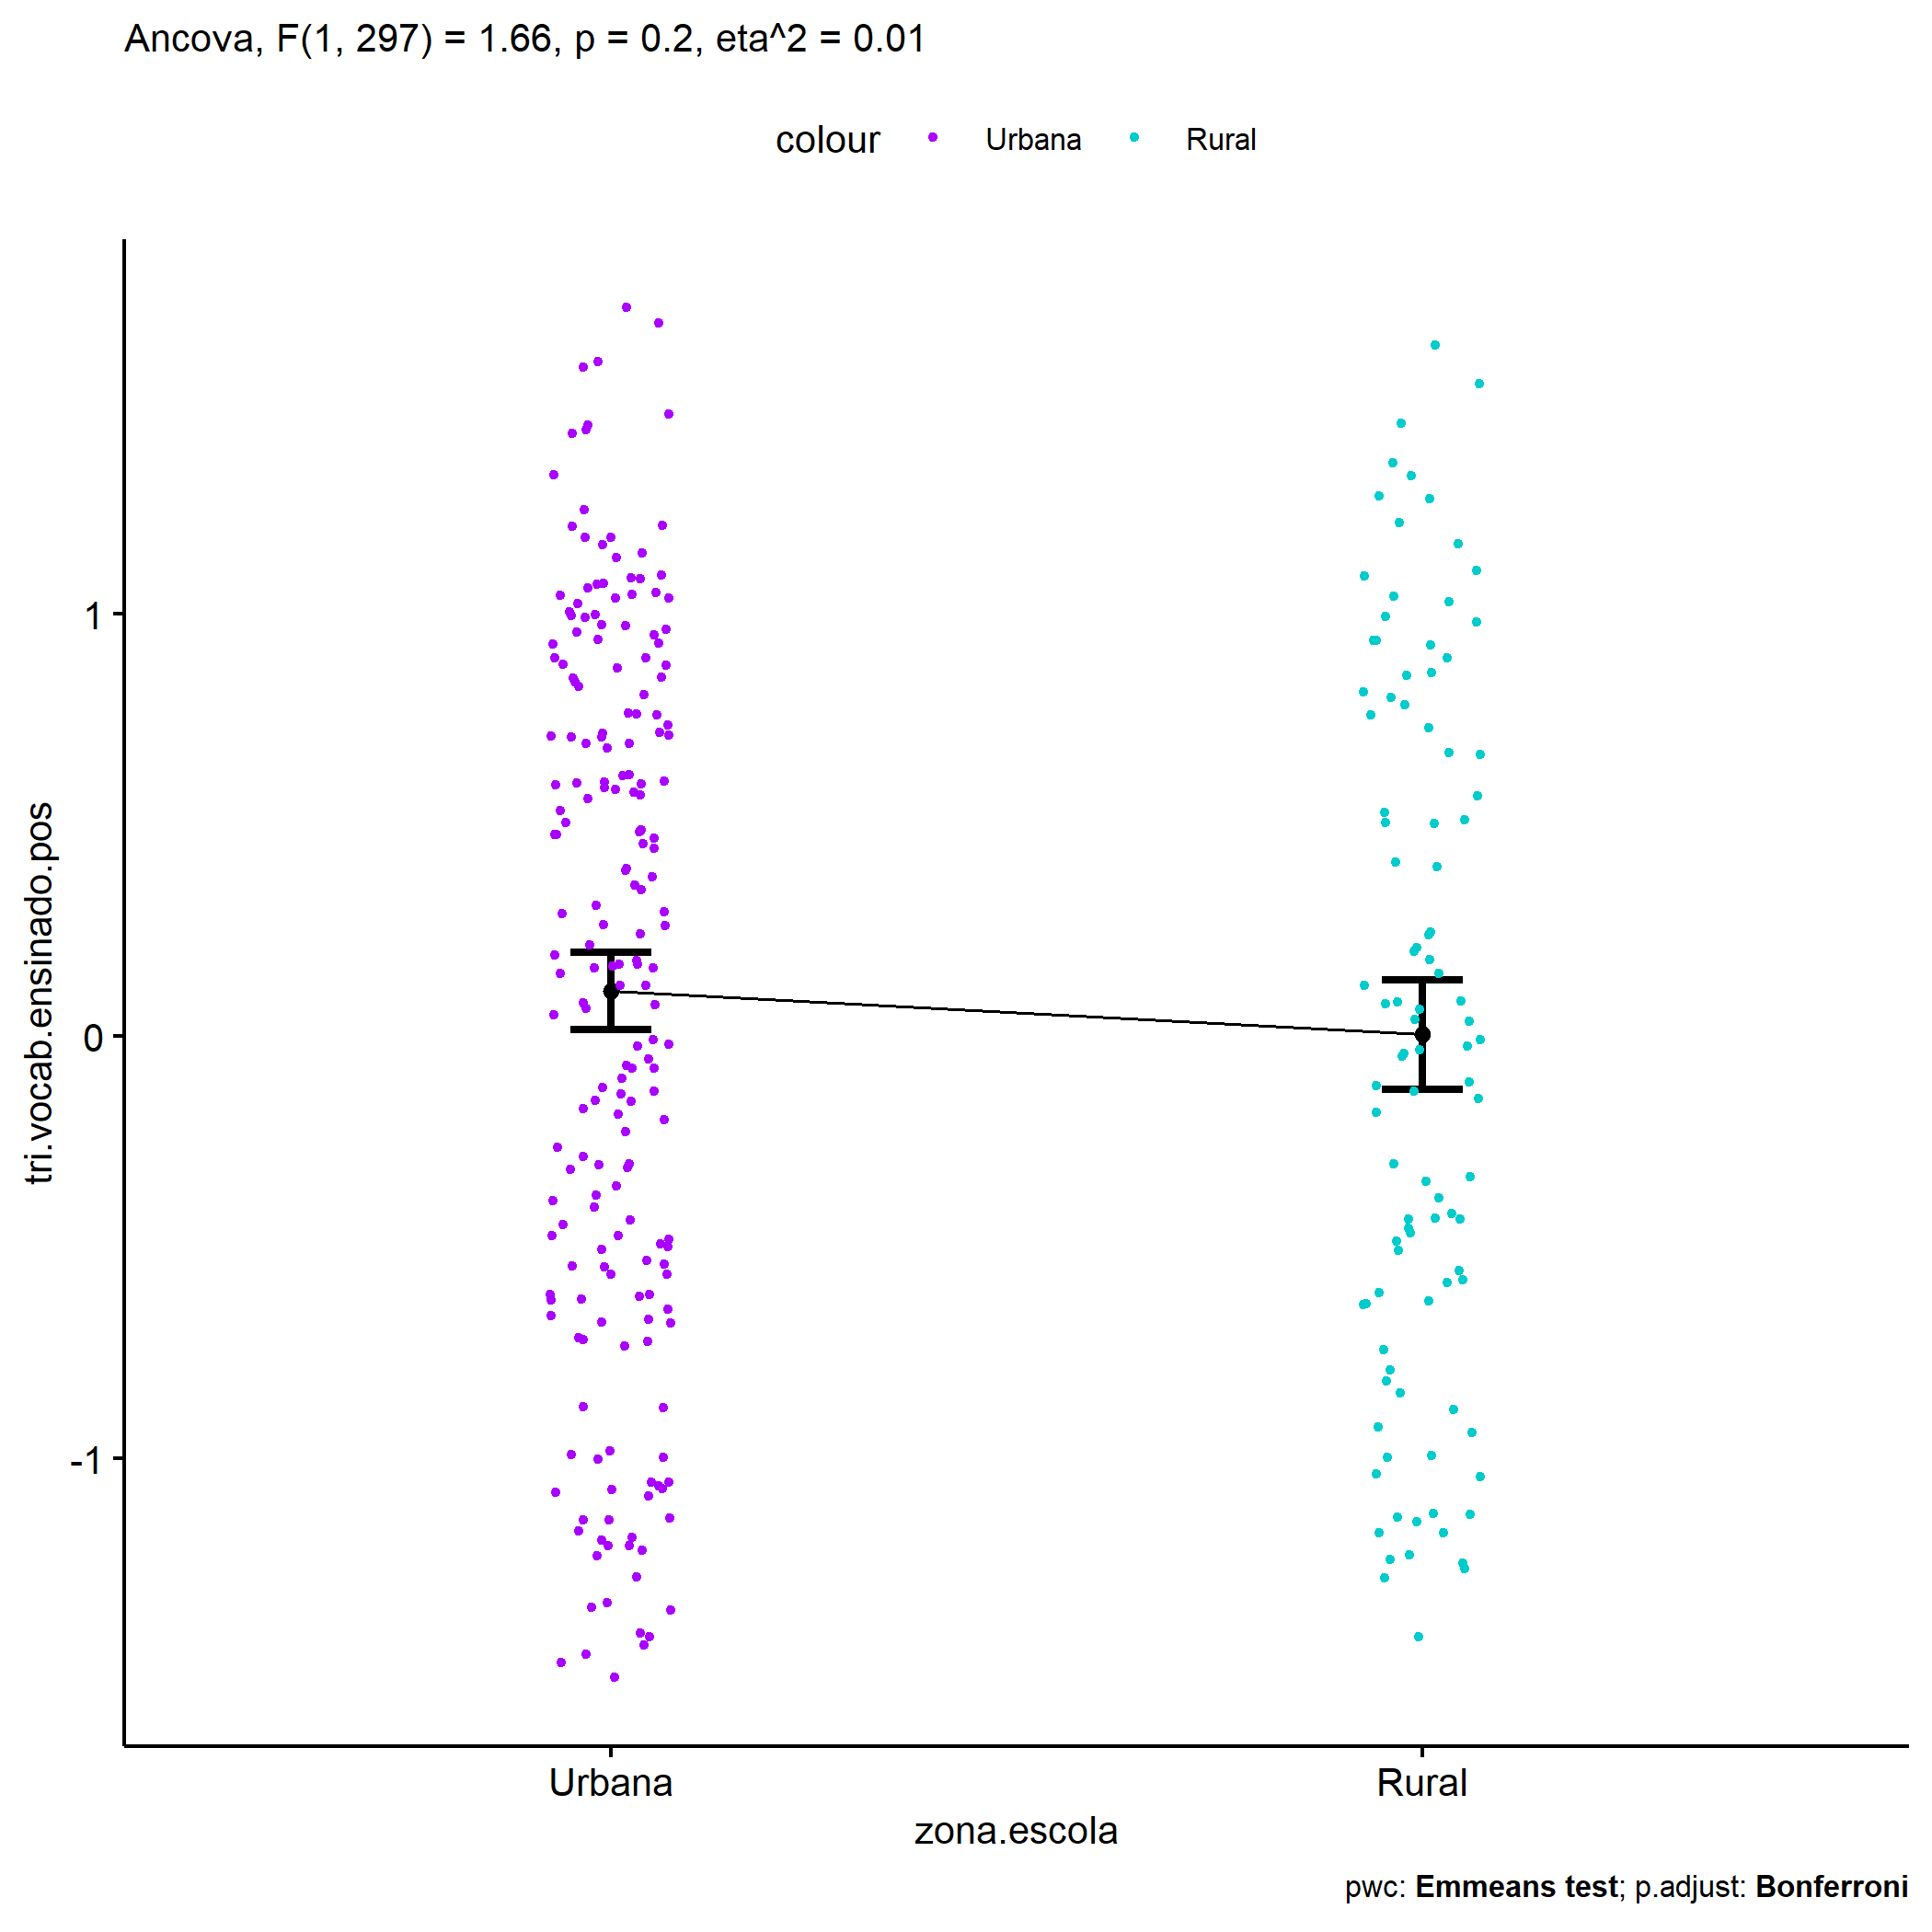 Ancova, F(1, 297) = 1.66, p = 0.2, eta^2 = 0.01
colour Urbana Rural
tri.vocab.ensinado.pos
1
0
-1
Urbana Rural
zona.escola
pwc: Emmeans test; p.adjust: Bonferroni